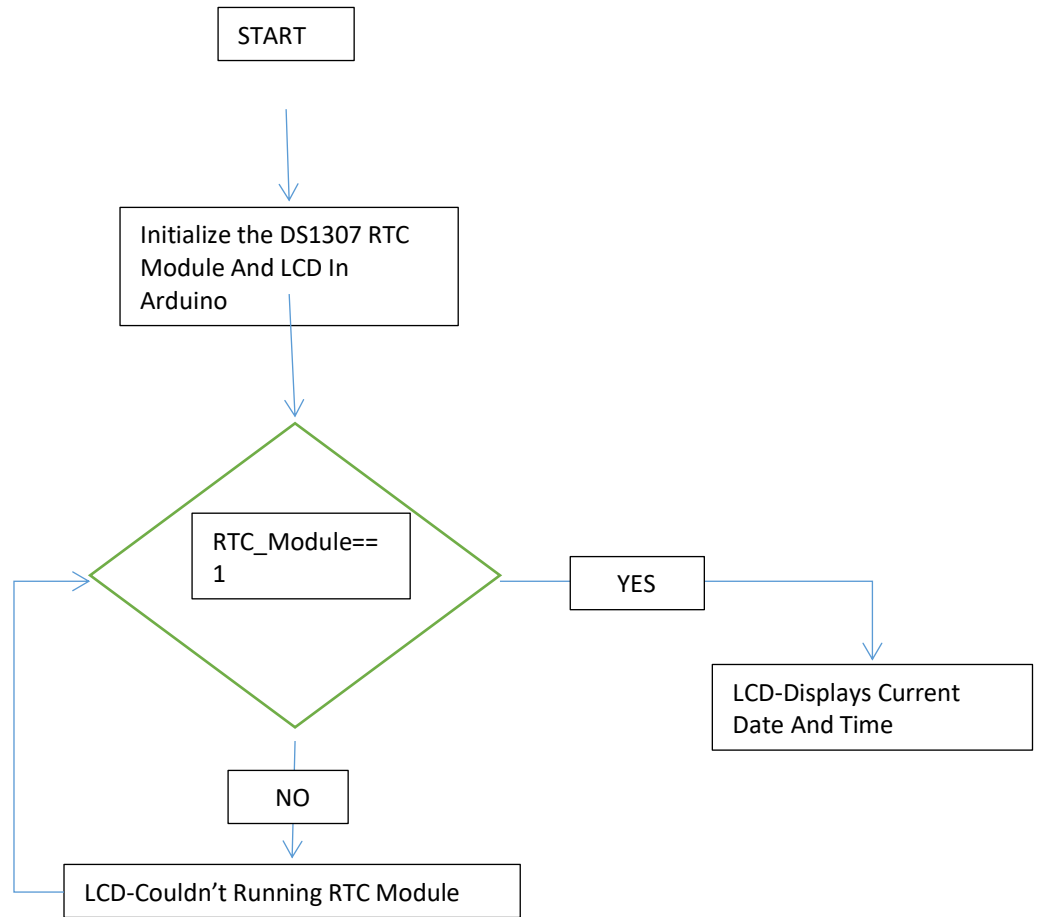 START
Initialize the DS1307 RTC
Module And LCD In
Arduino
RTC_Module==
1
YES
LCD-Displays Current
Date And Time
NO
LCD-Couldn’t Running RTC Module